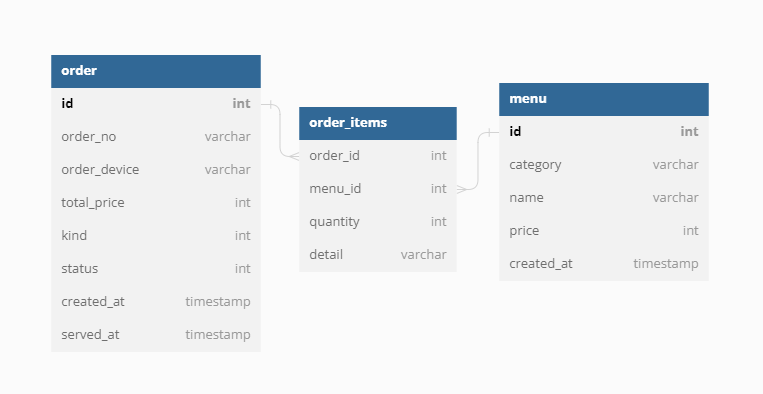 order
id int
order_no varchar
order_device varchar
total_price int
kind int
status int
created_at timestamp
served_at timestamp
order_items
order_id int
menu_id int
quantity int
detail varchar
menu
id int
category varchar
name varchar
price int
created_at timestamp